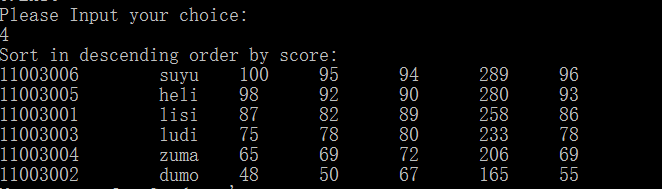 Please Input your choice:
4
Sort in descending order by score:
11003006 suyu 100 95 94 289 96
11003005 heli 98 92 90 280 93
11003001 lisi 87 82 89 258 86
11003003 ludi 75 78 80 233 78
11003004 zuma 65 69 72 206 69
11003002 dumo 48 50 67 165 55